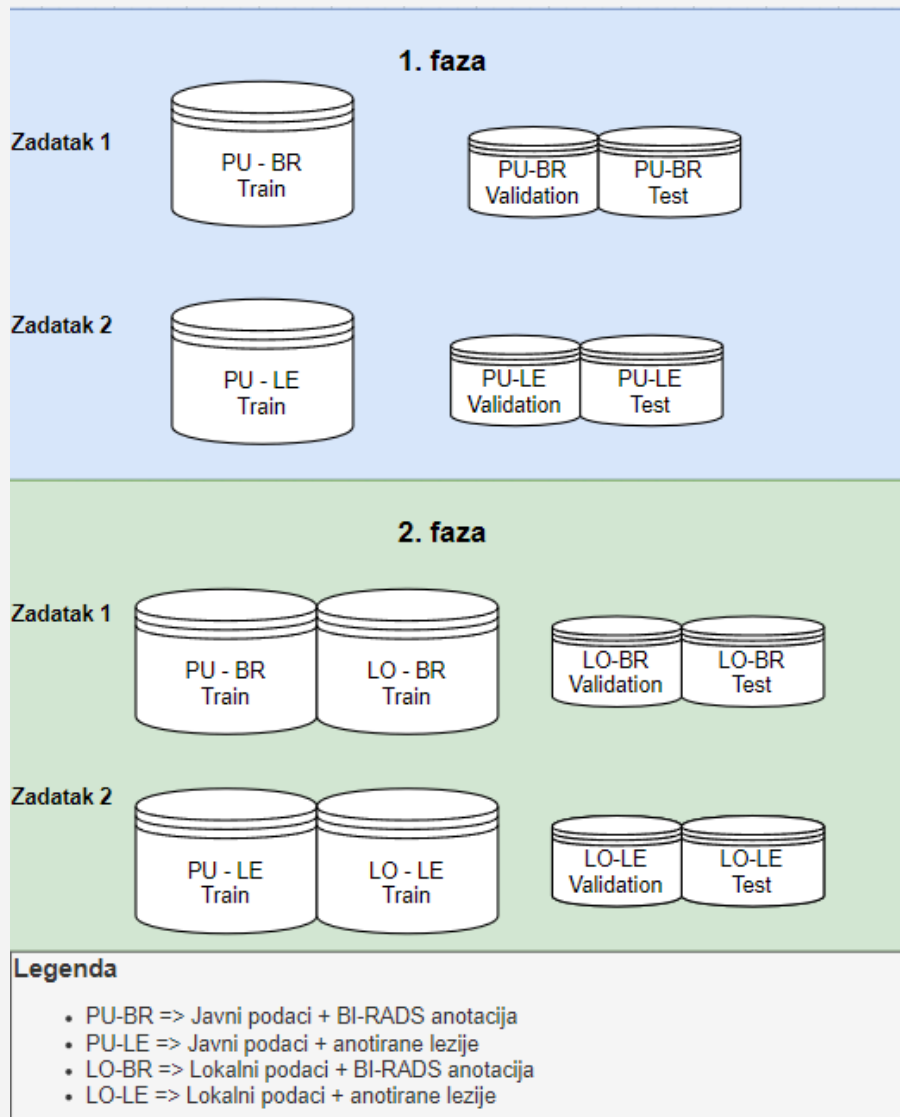 1. faza
Zadatak 1
PU - BR
Train
PU-BR
Validation
PU-BR
Test
Zadatak 2
PU - LE
Train
PU-LE
Validation
PU-LE
Test
2. faza
Zadatak 1
PU - BR
Train
LO - BR
Train
LO-BR
Validation
LO-BR
Test
Zadatak 2
PU - LE
Train
LO - LE
Train
LO-LE
Validation
LO-LE
Test
Legenda
• PU-BR => Javni podaci + BI-RADS anotacija
• PU-LE => Javni podaci + anotirane lezije
• LO-BR => Lokalni podaci + BI-RADS anotacija
• LO-LE => Lokalni podaci + anotirane lezije